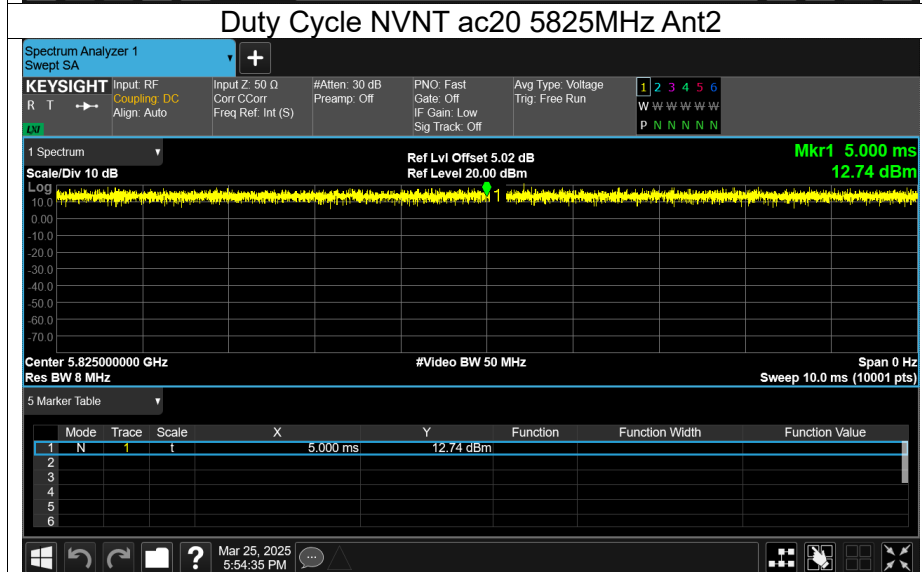 Duty Cycle NVNT ac20 5825MHz Ant2
Spectrum Analyzer 1
Swept SA
+
KEYSIGHT
R T
LXI
Input: RF
Coupling: DC
Align: Auto
Input Z: 50 Ω
Corr CCorr
Freq Ref: Int (S)
#Atten: 30 dB
Preamp: Off
PNO: Fast
Gate: Off
IF Gain: Low
Sig Track: Off
Avg Type: Voltage
Trig: Free Run
1 2 3 4 5 6
W W W W W W
P N N N N N
1 Spectrum
Scale/Div 10 dB
Ref Lvl Offset 5.02 dB
Ref Level 20.00 dBm
Mkr1 5.000 ms
12.74 dBm
Log
10.0
0.00
-10.0
-20.0
-30.0
-40.0
-50.0
-60.0
-70.0
1
Center 5.825000000 GHz
Res BW 8 MHz
#Video BW 50 MHz
Span 0 Hz
Sweep 10.0 ms (10001 pts)
5 Marker Table
Mode Trace Scale X Y Function Function Width Function Value
1 N 1 t 5.000 ms 12.74 dBm
2
3
4
5
6
?
Mar 25, 2025
5:54:35 PM